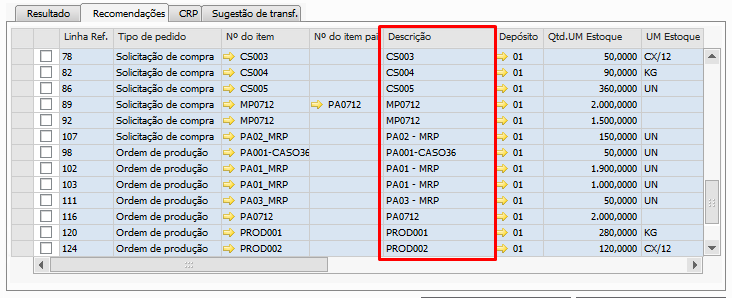 Resultado Recomendações CRP Sugestão de transf.
Linha Ref. Tipo de pedido Nº do item Nº do item pai Descrição Depósito Qtd.UM Estoque UM Estoque
78 Solicitação de compra CS003 CS003 01 50,0000 CX/12
82 Solicitação de compra CS004 CS004 01 90,0000 KG
86 Solicitação de compra CS005 CS005 01 360,0000 UN
89 Solicitação de compra MP0712 PA0712 MP0712 01 2.000,0000
92 Solicitação de compra MP0712 MP0712 01 1.500,0000
107 Solicitação de compra PA02_MRP PA02 - MRP 01 150,0000 UN
98 Ordem de produção PA001-CASO36 PA001-CASO36 01 50,0000 UN
102 Ordem de produção PA01_MRP PA01 - MRP 01 1.900,0000 UN
103 Ordem de produção PA01_MRP PA01 - MRP 01 1.000,0000 UN
111 Ordem de produção PA03_MRP PA03 - MRP 01 50,0000 UN
116 Ordem de produção PA0712 PA0712 01 2.000,0000
120 Ordem de produção PROD001 PROD001 01 280,0000 KG
124 Ordem de produção PROD002 PROD002 01 120,0000 CX/12